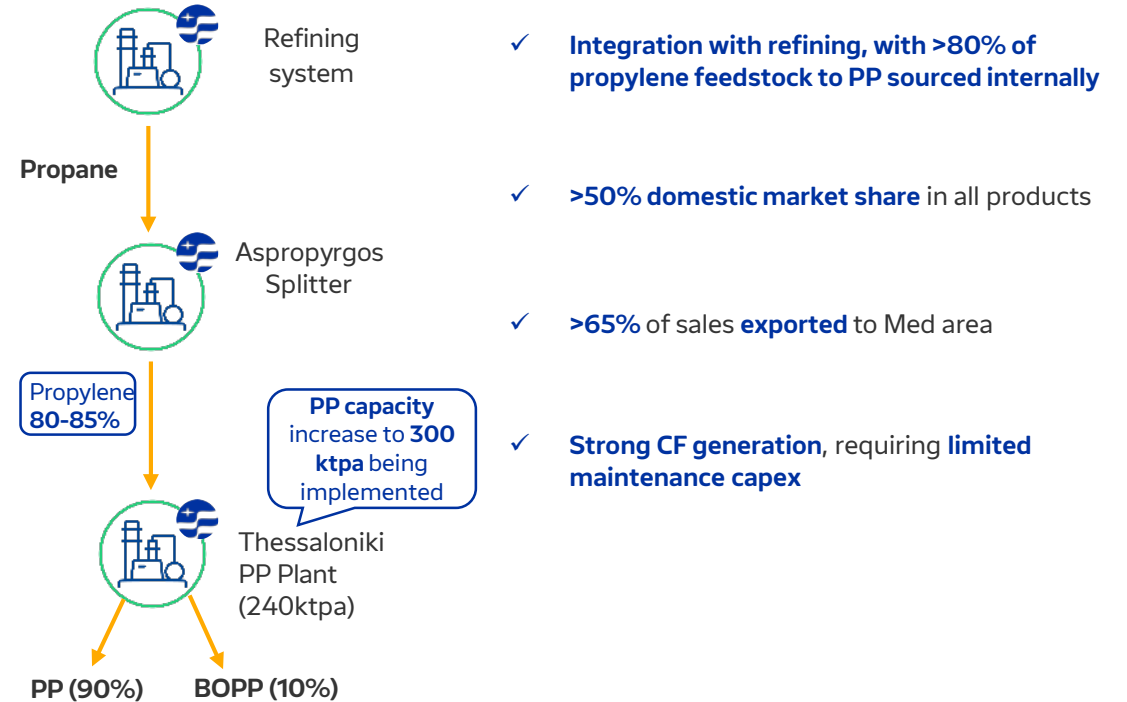 Refining
system
Propane
Aspropyrgos
Splitter
Propylene
80-85%
PP capacity
increase to 300
ktpa being
implemented
Thessaloniki
PP Plant
(240ktpa)
PP (90%)
BOPP (10%)
✓ Integration with refining, with >80% of
propylene feedstock to PP sourced internally
✓ >50% domestic market share in all products
✓ >65% of sales exported to Med area
✓ Strong CF generation, requiring limited
maintenance capex